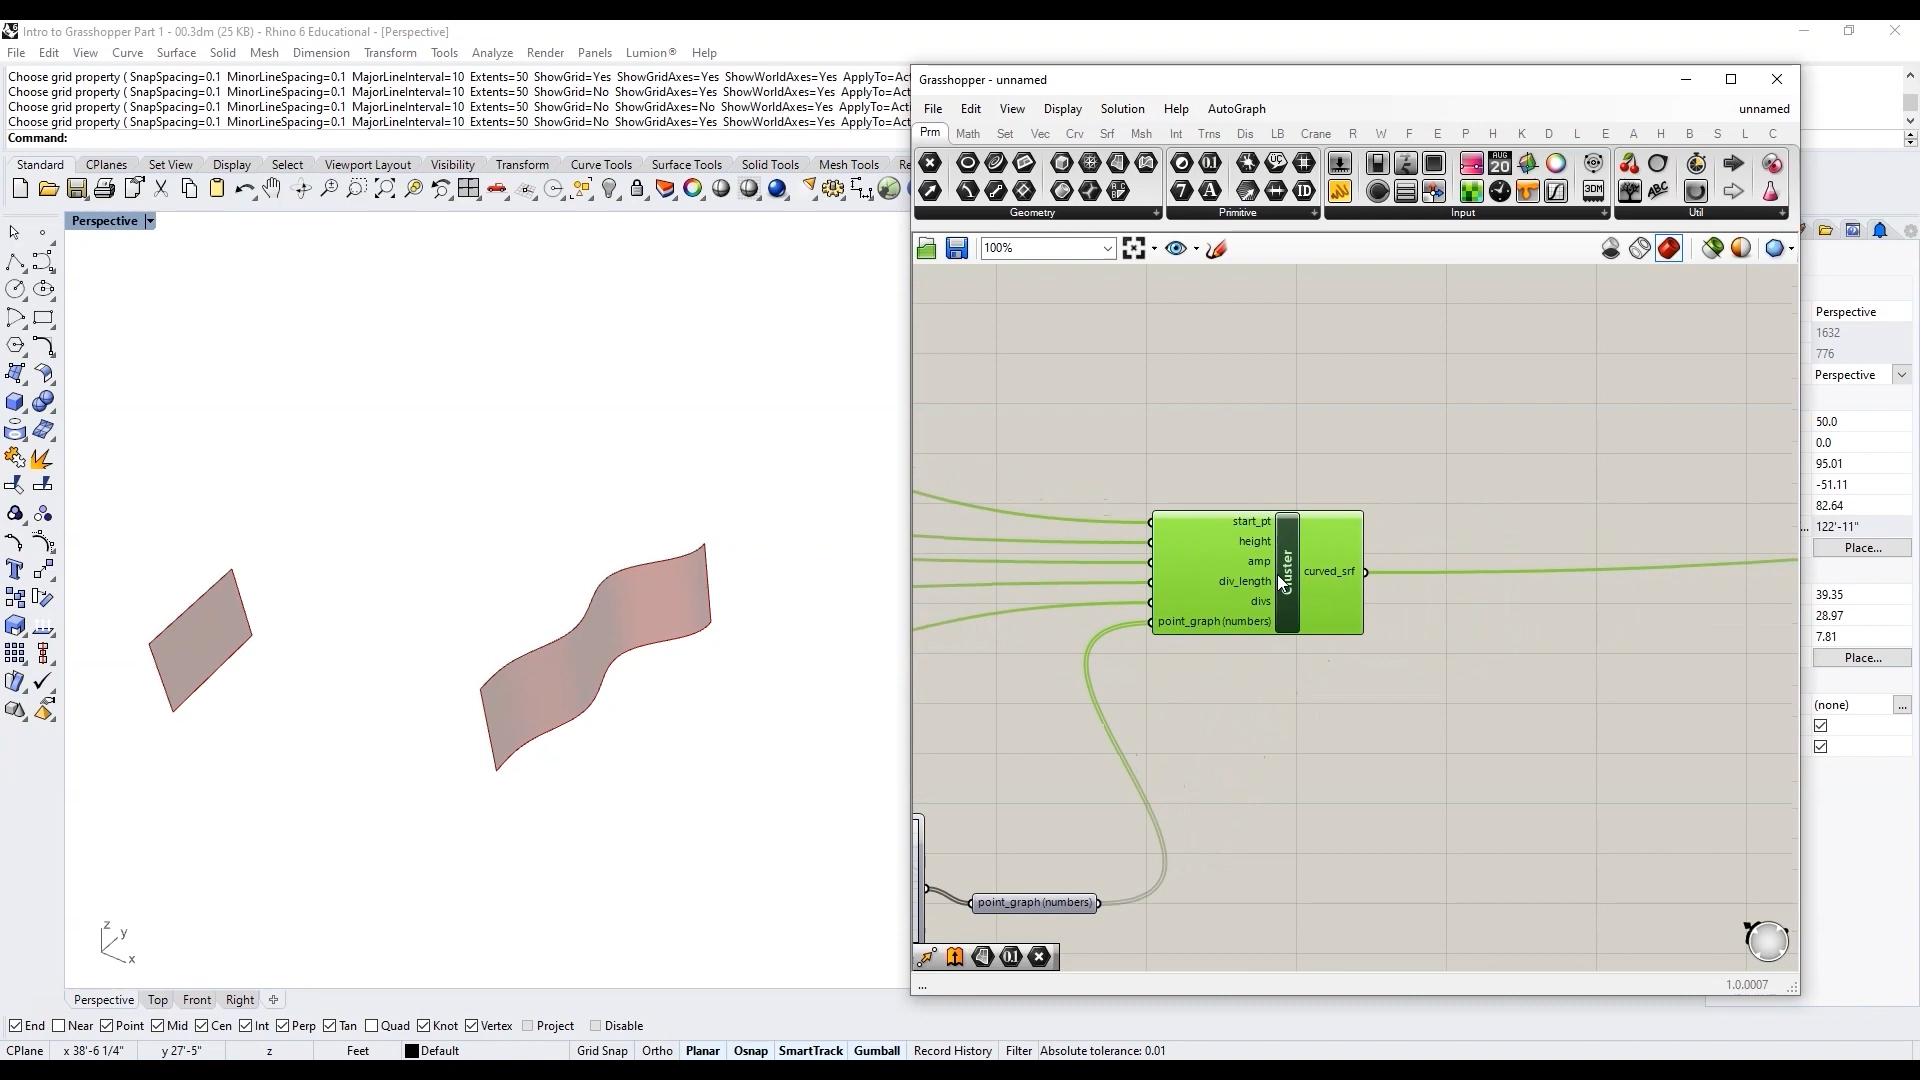 Intro to Grasshopper Part 1 - 00.3dm (25 KB) - Rhino 6 Educational - [Perspective]
File Edit View Curve Surface Solid Mesh Dimension Transform Tools Analyze Render Panels Lumion® Help
Choose grid property ( SnapSpacing=0.1 MinorLineSpacing=0.1 MajorLineInterval=10 Extents=50 ShowGrid=Yes ShowGridAxes=Yes ShowWorldAxes=Yes ApplyTo=Act
Choose grid property ( SnapSpacing=0.1 MinorLineSpacing=0.1 MajorLineInterval=10 Extents=50 ShowGrid=No ShowGridAxes=Yes ShowWorldAxes=Yes ApplyTo=Act
Choose grid property ( SnapSpacing=0.1 MinorLineSpacing=0.1 MajorLineInterval=10 Extents=50 ShowGrid=No ShowGridAxes=No ShowWorldAxes=Yes ApplyTo=Act
Choose grid property ( SnapSpacing=0.1 MinorLineSpacing=0.1 MajorLineInterval=10 Extents=50 ShowGrid=Yes ShowGridAxes=Yes ShowWorldAxes=Yes ApplyTo=Act
Command:
Standard CPlanes Set View Display Select Viewport Layout Visibility Transform Curve Tools Surface Tools Solid Tools Mesh Tools Re
Perspective
Grasshopper - unnamed
File Edit View Display Solution Help AutoGraph unnamed
Prm Math Set Vec Crv Srf Msh Int Trns Dis LB Crane R W F E P H K D L E A H B S L C
Geometry Primitive Input Util
100%
start_pt
height
amp
div_length
divs
point_graph (numbers)
Cluster
curved_srf
point_graph (numbers)
...
1.0.0007
Perspective
1632
776
Perspective
50.0
0.0
95.01
-51.11
82.64
122'-11"
Place...
39.35
28.97
7.81
Place...
(none) ...
z
y
x
Perspective Top Front Right
End Near Point Mid Cen Int Perp Tan Quad Knot Vertex Project Disable
CPlane x 38'-6 1/4" y 27'-5" z Feet Default Grid Snap Ortho Planar Osnap SmartTrack Gumball Record History Filter Absolute tolerance: 0.01